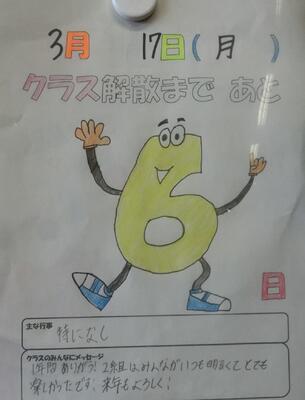 3月 17日(月 )
クラス解散まで あと
6
日
主な行事
特になし
クラスのみんなにメッセージ
1年間ありがとう! 2組はみんながいつも明るくてとても
楽しかったです! 来年もよろしく!